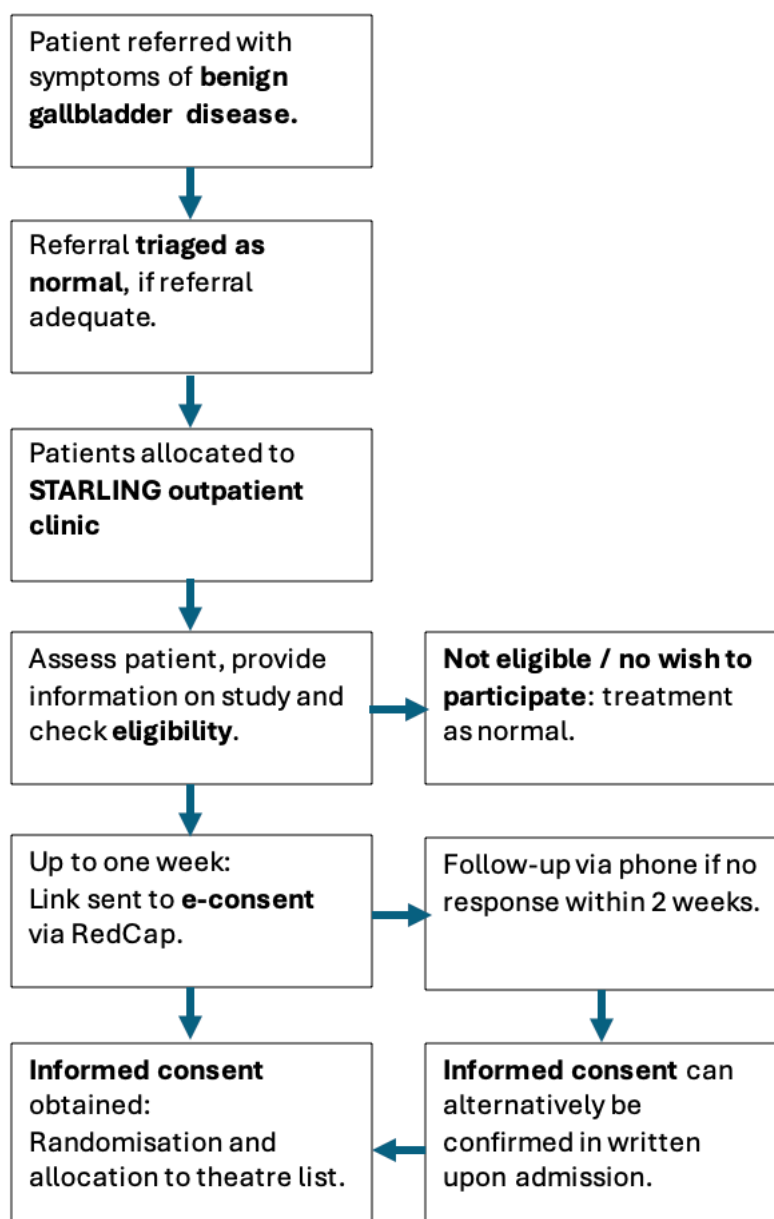 Patient referred with
symptoms of benign
gallbladder disease.
Referral triaged as
normal, if referral
adequate.
Patients allocated to
STARLING outpatient
clinic
Assess patient, provide
information on study and
check eligibility.
Not eligible / no wish to
participate: treatment
as normal.
Up to one week:
Link sent to e-consent
via RedCap.
Follow-up via phone if no
response within 2 weeks.
Informed consent
obtained:
Randomisation and
allocation to theatre list.
Informed consent can
alternatively be
confirmed in written
upon admission.